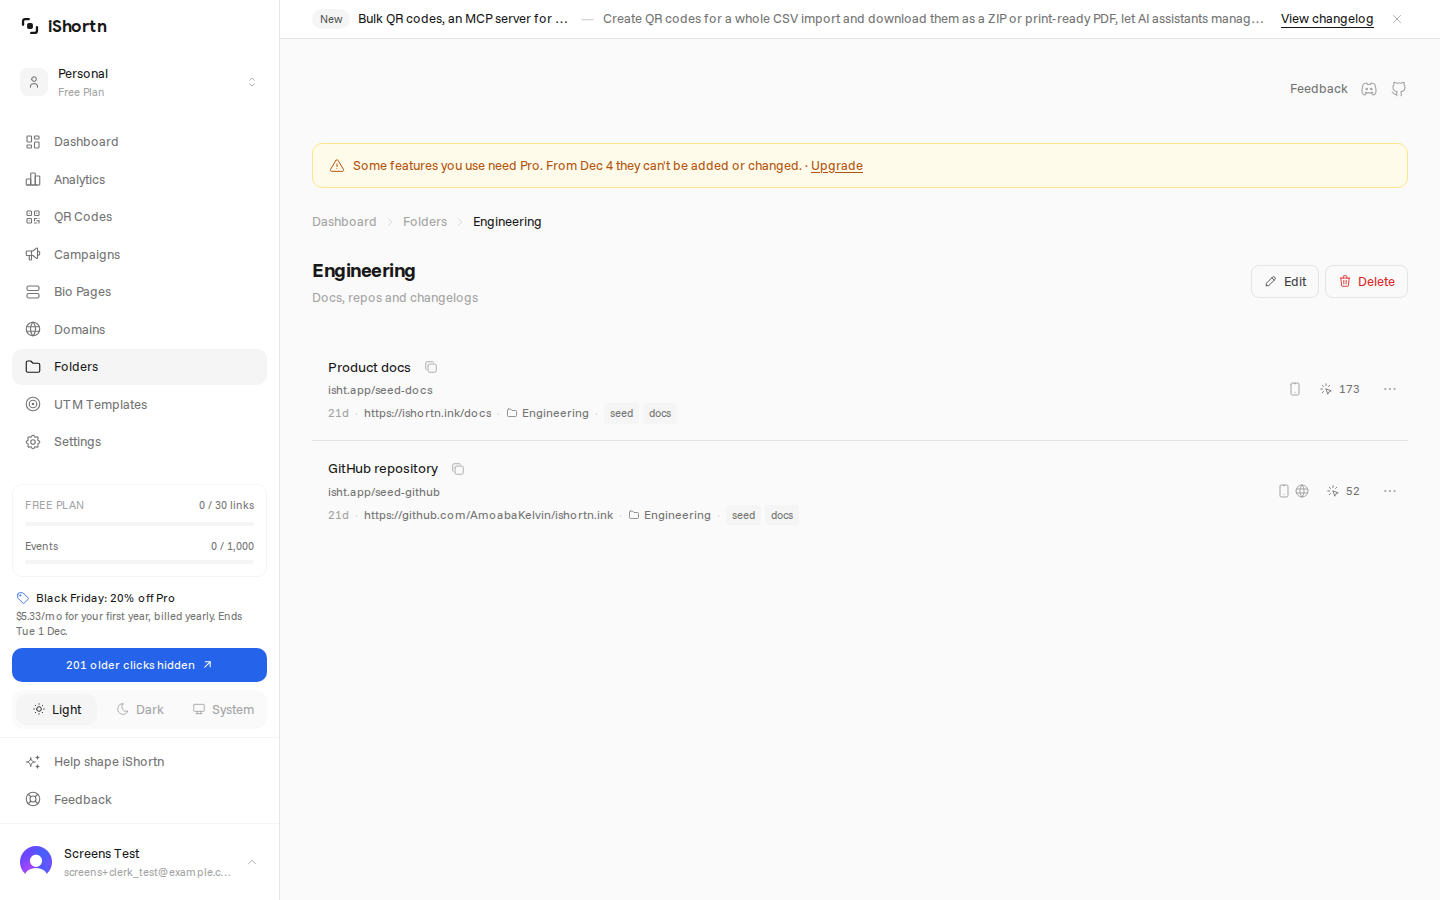 iShortn
Personal
Free Plan
Dashboard
Analytics
QR Codes
Campaigns
Bio Pages
Domains
Folders
UTM Templates
Settings
FREE PLAN 0 / 30 links
Events 0 / 1,000
Black Friday: 20% off Pro
$5.33/mo for your first year, billed yearly. Ends
Tue 1 Dec.
201 older clicks hidden
Light Dark System
Help shape iShortn
Feedback
Screens Test
screens+clerk_test@example.c...
New Bulk QR codes, an MCP server for ... — Create QR codes for a whole CSV import and download them as a ZIP or print-ready PDF, let AI assistants manag... View changelog
Feedback
Some features you use need Pro. From Dec 4 they can't be added or changed. · Upgrade
Dashboard Folders Engineering
Engineering
Docs, repos and changelogs
Edit Delete
Product docs
isht.app/seed-docs
21d · https://ishortn.ink/docs · Engineering · seed docs
173
GitHub repository
isht.app/seed-github
21d · https://github.com/AmoabaKelvin/ishortn.ink · Engineering · seed docs
52